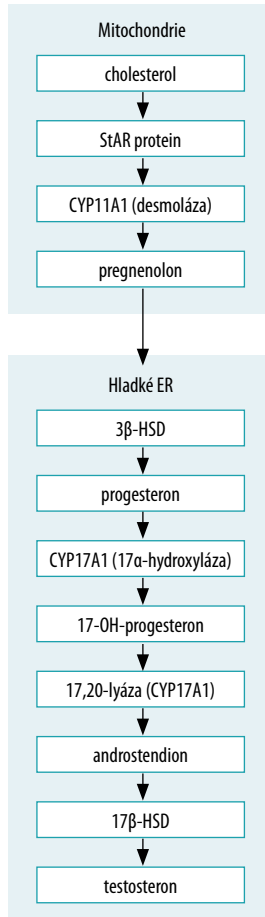 Mitochondrie
cholesterol
StAR protein
CYP11A1 (desmoláza)
pregnenolon
Hladké ER
3β-HSD
progesteron
CYP17A1 (17α-hydroxyláza)
17-OH-progesteron
17,20-lyáza (CYP17A1)
androstendion
17β-HSD
testosteron